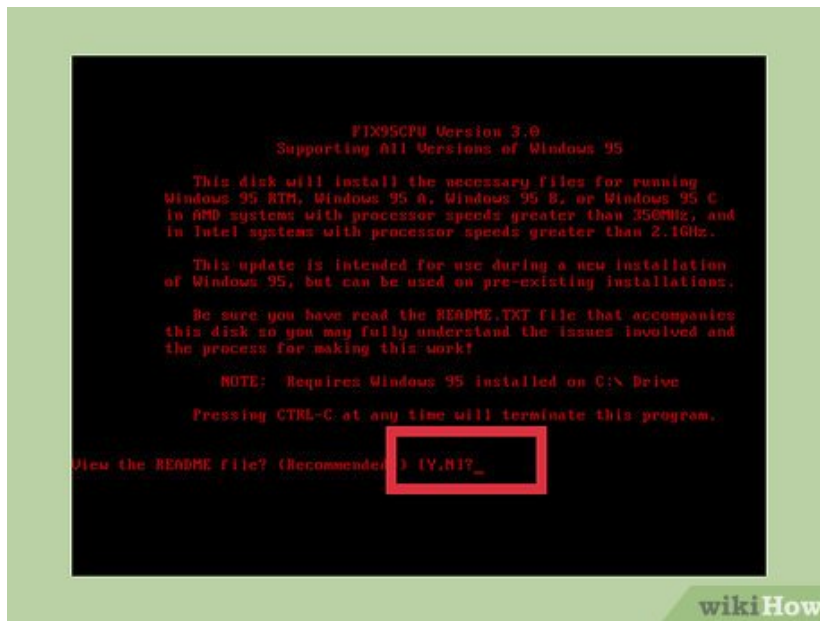 FIX95CPU Version 3.0
Supporting All Versions of Windows 95
This disk will install the necessary files for running
Windows 95 RTM, Windows 95 A, Windows 95 B, or Windows 95 C
in AMD systems with processor speeds greater than 350MHz, and
in Intel systems with processor speeds greater than 2.1GHz.
This update is intended for use during a new installation
of Windows 95, but can be used on pre-existing installations.
Be sure you have read the README.TXT file that accompanies
this disk so you may fully understand the issues involved and
the process for making this work!
NOTE: Requires Windows 95 installed on C:\ Drive
Pressing CTRL-C at any time will terminate this program.
View the README file? (Recommended ) [Y,N]?_
wikiHow